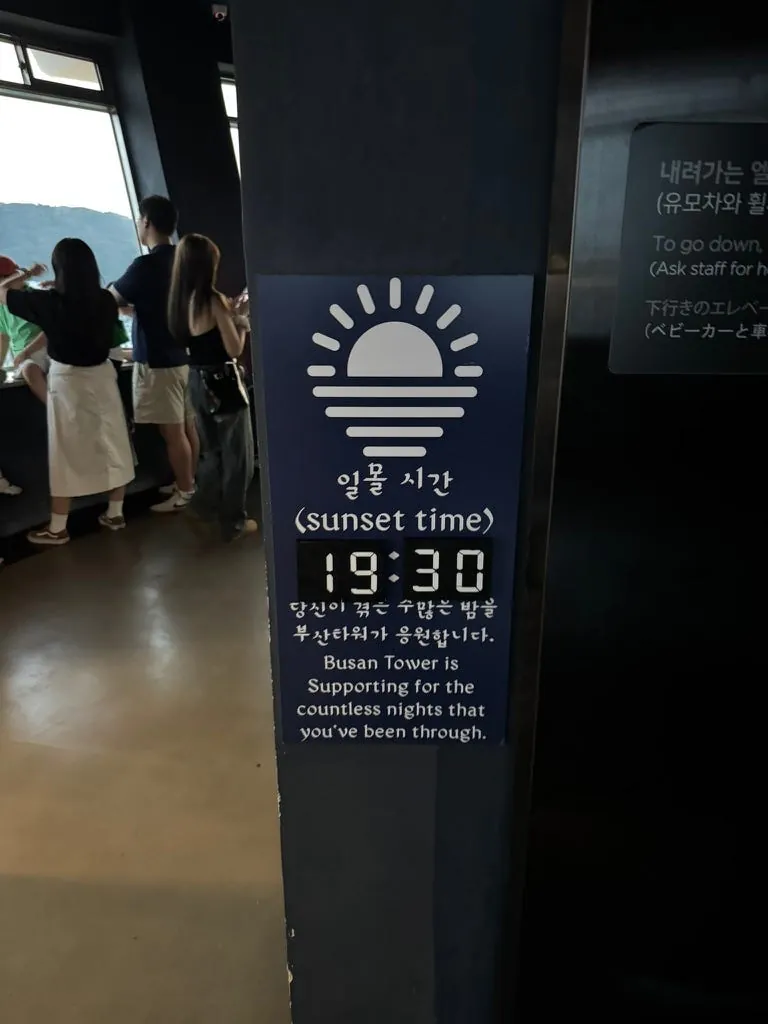 일몰 시간
(sunset time)
19:30
당신이 겪는 수많은 밤을
부산타워가 응원합니다.
Busan Tower is
Supporting for the
countless nights that
you've been through.
내려가는
(유모차와
To go down,
(Ask staff for
下行きのエレベー
(ベビーカーと車